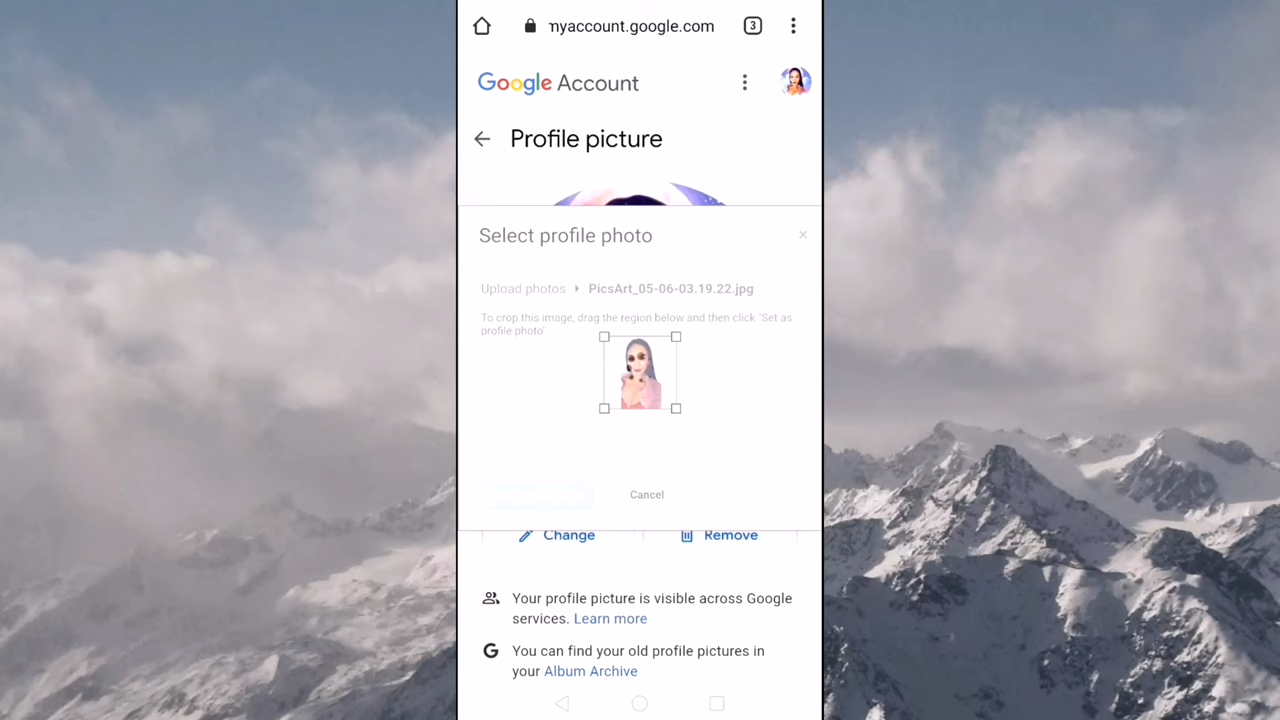 nyaccount.google.com
3
Google Account
Profile picture
Select profile photo
Upload photos
PicsArt_05-06-03.19.22.jpg
To crop this image, drag the region below and then click "Set as
profile photo"
Cancel
Change
Remove
Your profile picture is visible across Google
services. Learn more
G
You can find your old profile pictures in
your Album Archive